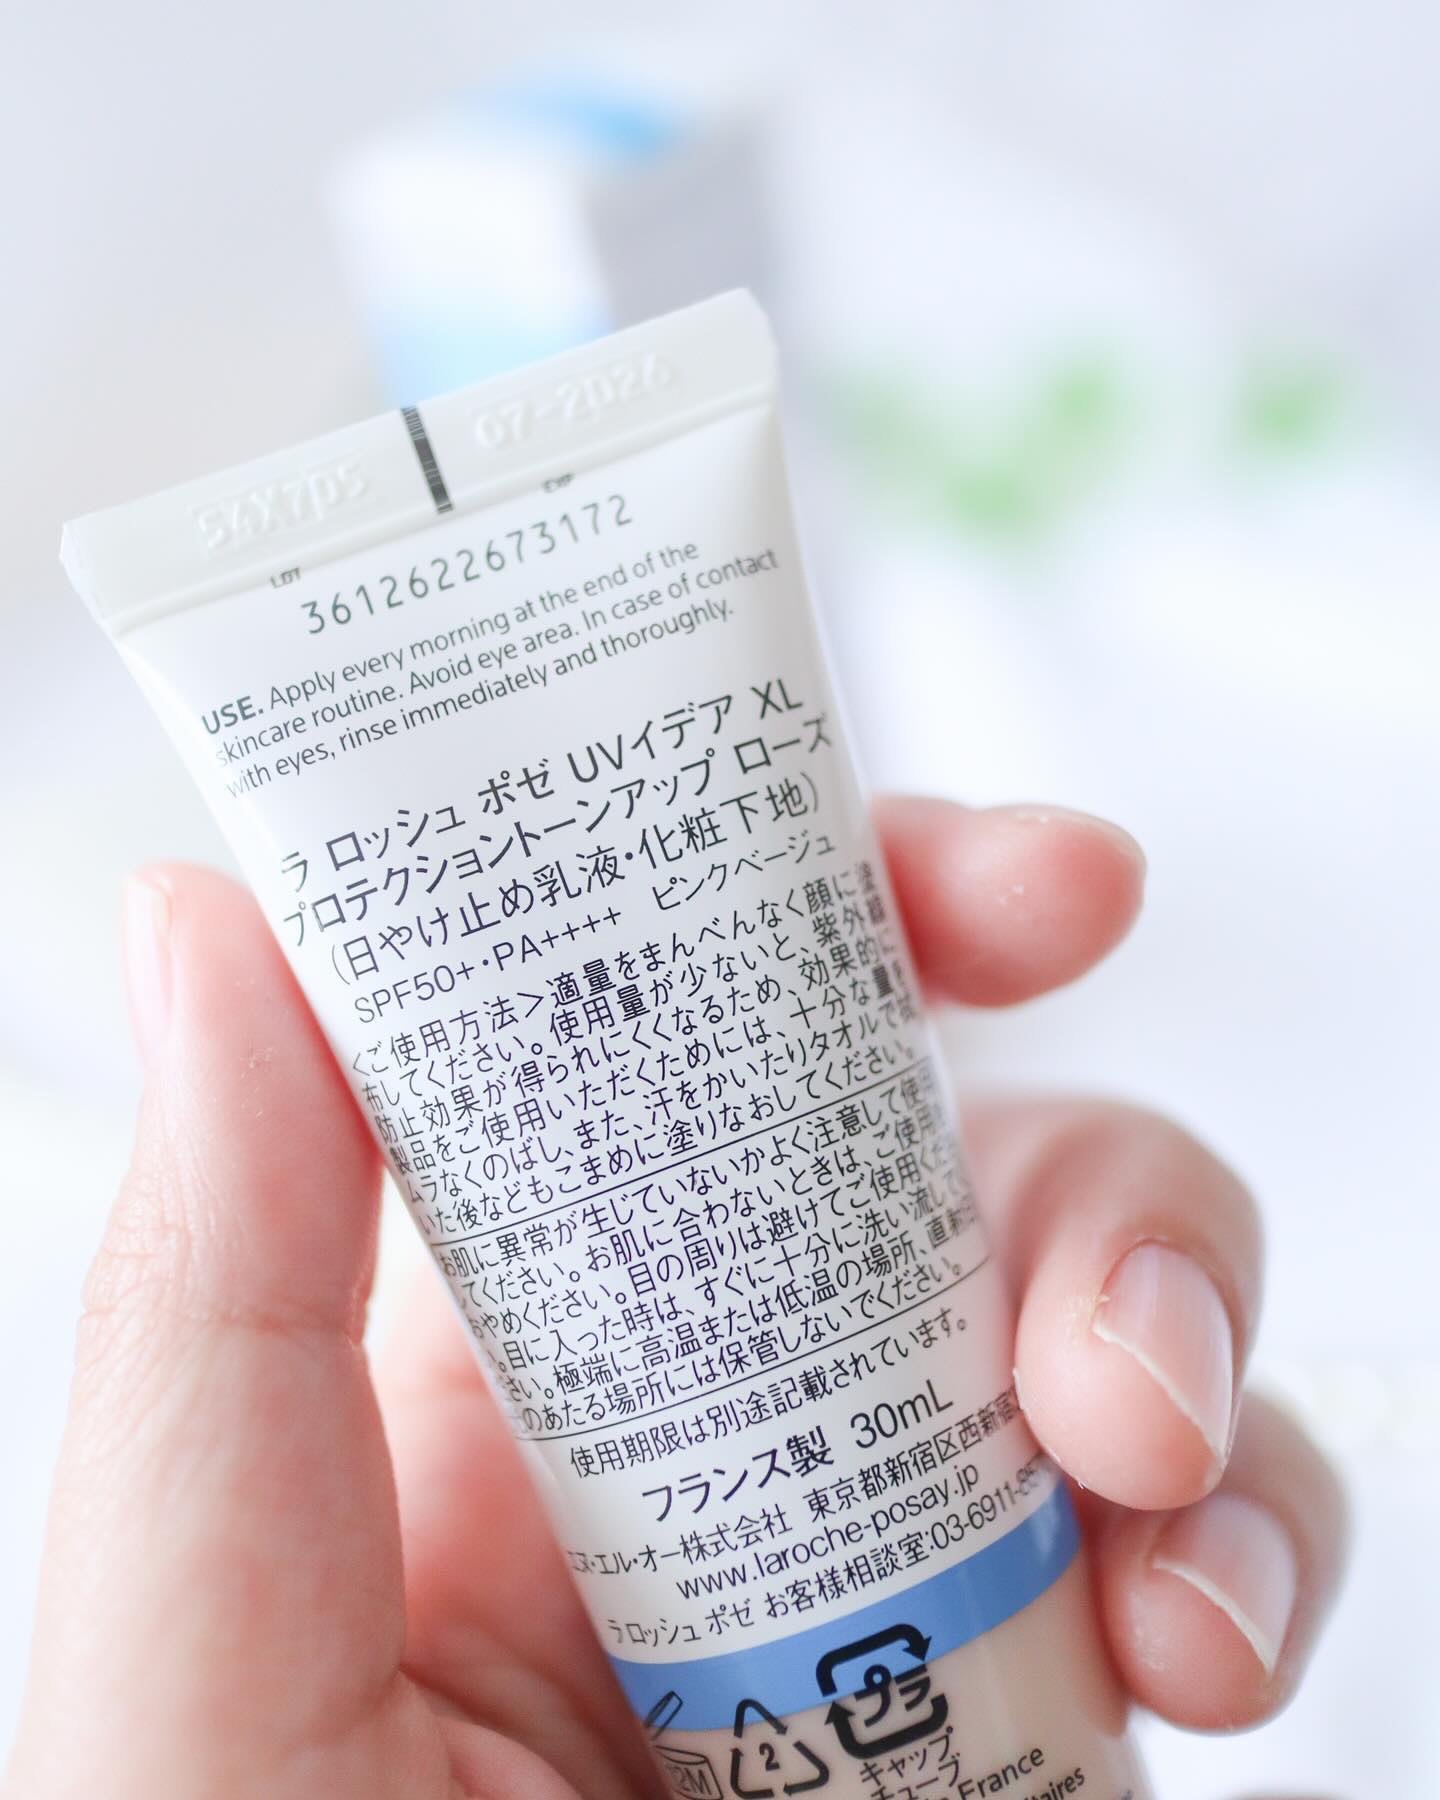 54X7p5 07-2026
LOT EXP
3612622673172
USE. Apply every morning at the end of the
skincare routine. Avoid eye area. In case of contact
with eyes, rinse immediately and thoroughly.
ラ ロッシュ ポゼ UVイデア XL
プロテクショントーンアップ ローズ
(日やけ止め乳液・化粧下地)
SPF50+・PA++++ ピンクベージュ
<ご使用方法>適量をまんべんなく顔に塗
布してください。使用量が少ないと、紫外線
防止効果が得られにくくなるため、効果的に
製品をご使用いただくためには、十分な量を
ムラなくのばし、また、汗をかいたりタオルで拭
いた後などもこまめに塗りなおしてください。
お肌に異常が生じていないかよく注意して使用
してください。お肌に合わないときは、ご使用を
おやめください。目の周りは避けてご使用くださ
い。目に入った時は、すぐに十分に洗い流してく
ださい。極端に高温または低温の場所、直射日
光のあたる場所には保管しないでください。
使用期限は別途記載されています。
フランス製 30mL
エヌ・エル・オー株式会社 東京都新宿区西新宿
www.laroche-posay.jp
ラ ロッシュ ポゼ お客様相談室:03-6911-85
12M 2 プラ
キャップ
チューブ
France